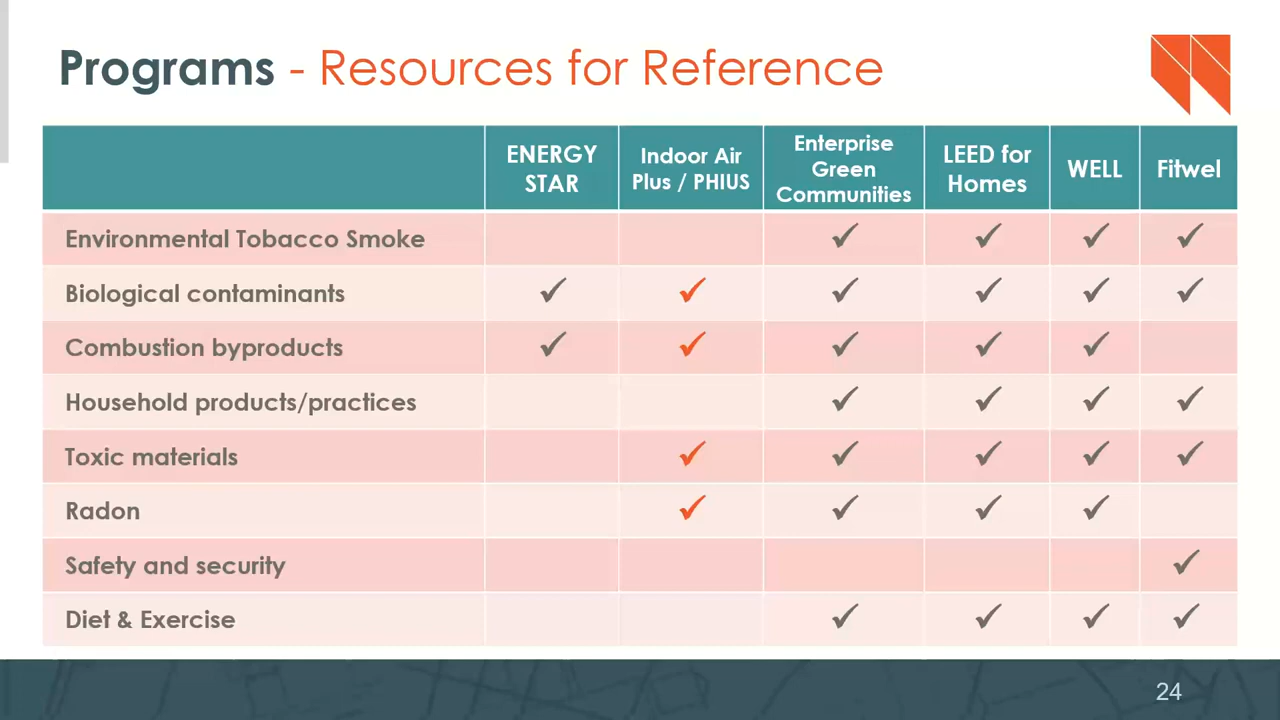 Programs - Resources for Reference
ENERGY STAR | Indoor Air Plus / PHIUS | Enterprise Green Communities | LEED for Homes | WELL | Fitwel
Environmental Tobacco Smoke ✓ ✓ ✓ ✓
Biological contaminants ✓ ✓ ✓ ✓ ✓ ✓
Combustion byproducts ✓ ✓ ✓ ✓ ✓
Household products/practices ✓ ✓ ✓ ✓
Toxic materials ✓ ✓ ✓ ✓ ✓
Radon ✓ ✓ ✓ ✓
Safety and security ✓
Diet & Exercise ✓ ✓ ✓ ✓
24